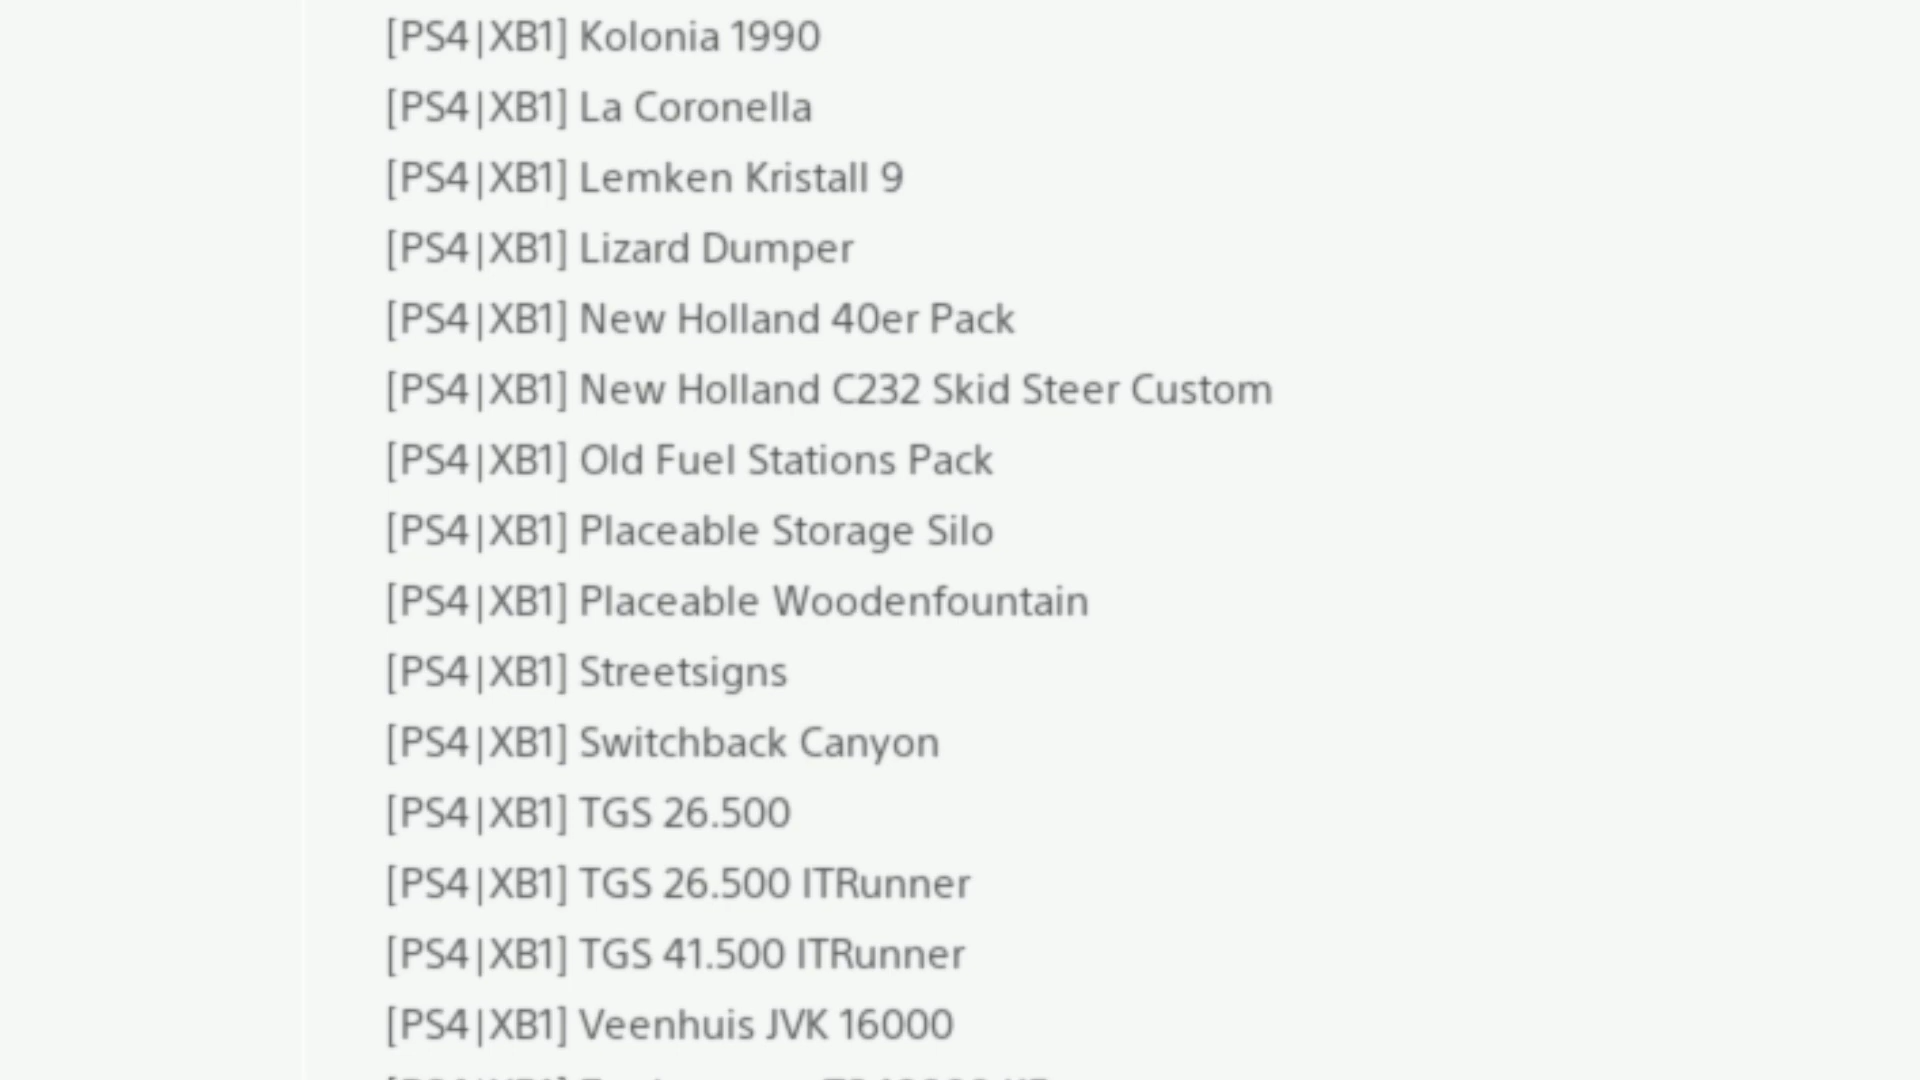 [PS4|XB1] Kolonia 1990
[PS4|XB1] La Coronella
[PS4|XB1] Lemken Kristall 9
[PS4|XB1] Lizard Dumper
[PS4|XB1] New Holland 40er Pack
[PS4|XB1] New Holland C232 Skid Steer Custom
[PS4|XB1] Old Fuel Stations Pack
[PS4|XB1] Placeable Storage Silo
[PS4|XB1] Placeable Woodenfountain
[PS4|XB1] Streetsigns
[PS4|XB1] Switchback Canyon
[PS4|XB1] TGS 26.500
[PS4|XB1] TGS 26.500 ITRunner
[PS4|XB1] TGS 41.500 ITRunner
[PS4|XB1] Veenhuis JVK 16000